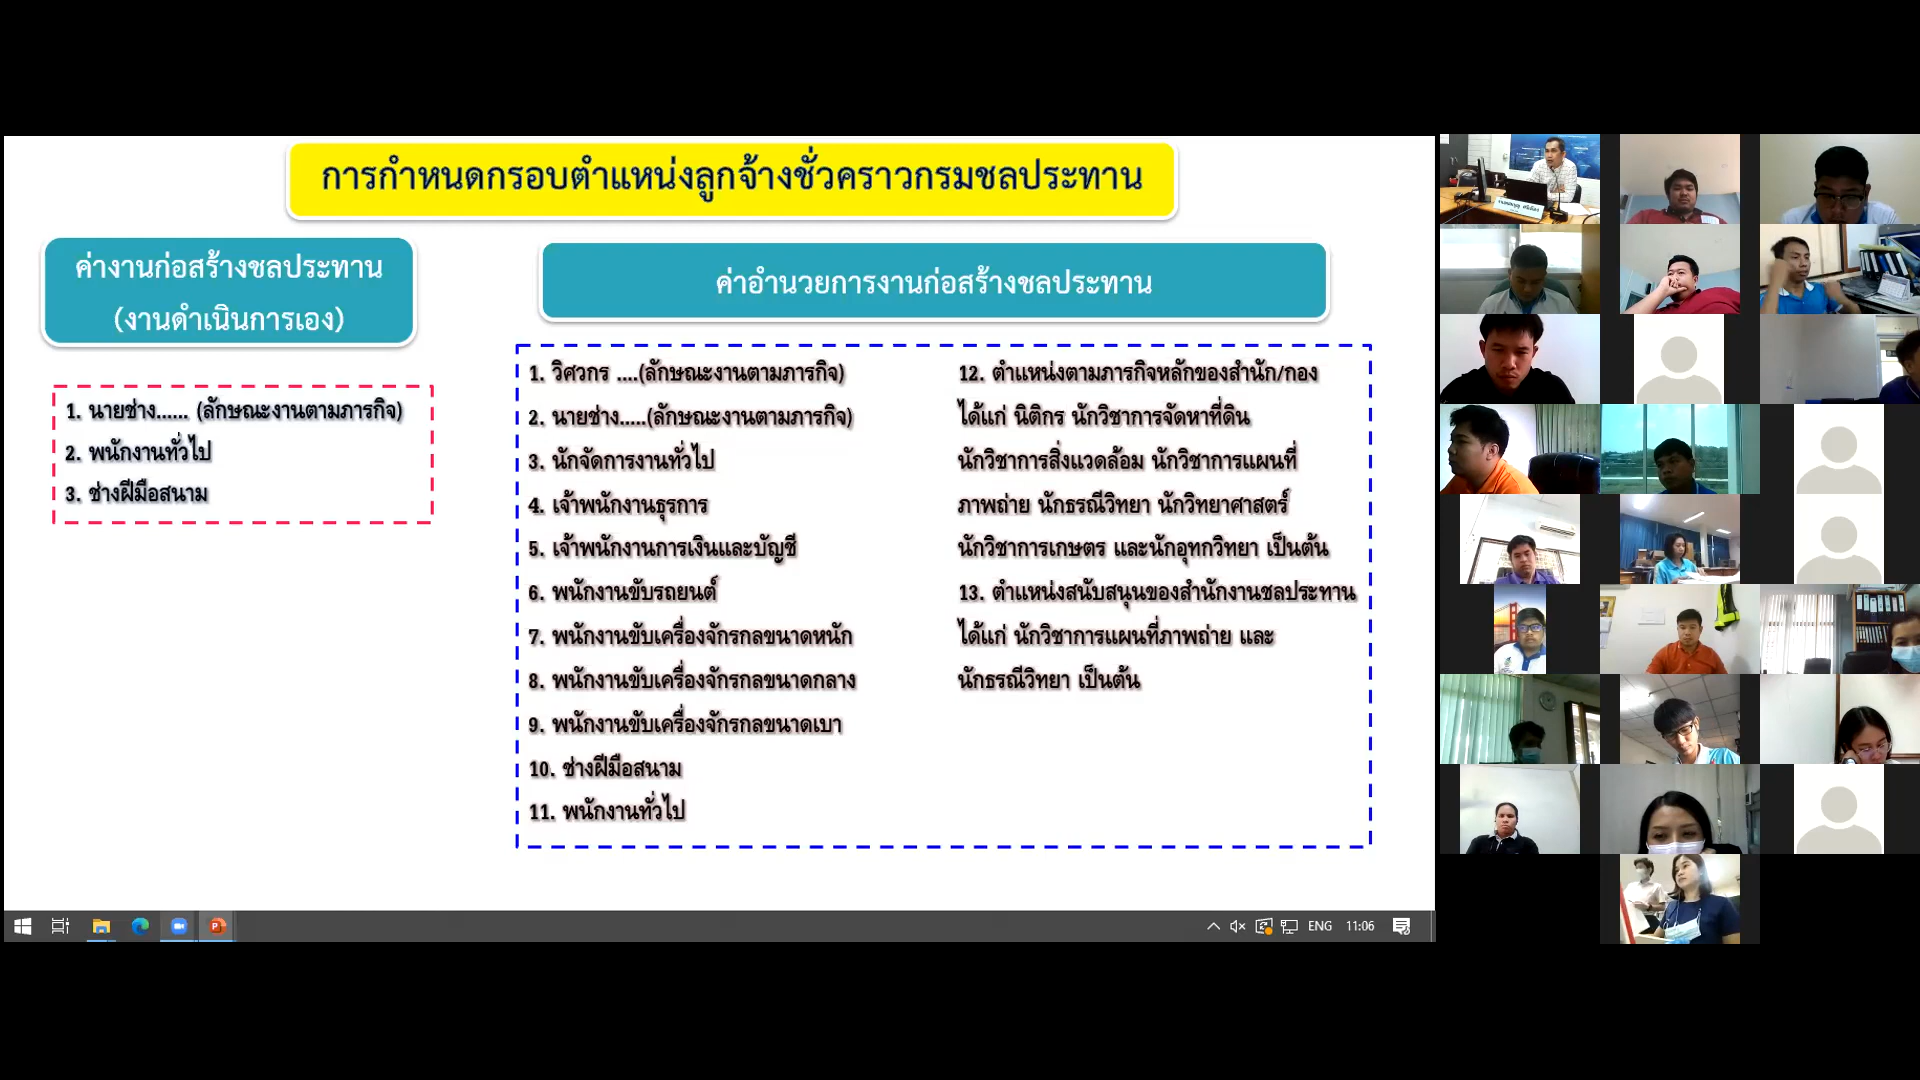 การกำหนดกรอบตำแหน่งลูกจ้างชั่วคราวกรมชลประทาน
ค่างานก่อสร้างชลประทาน
(งานดำเนินการเอง)
1. นายช่าง...... (ลักษณะงานตามภารกิจ)
2. พนักงานทั่วไป
3. ช่างฝีมือสนาม
ค่าอำนวยการงานก่อสร้างชลประทาน
1. วิศวกร ....(ลักษณะงานตามภารกิจ)
2. นายช่าง.....(ลักษณะงานตามภารกิจ)
3. นักจัดการงานทั่วไป
4. เจ้าพนักงานธุรการ
5. เจ้าพนักงานการเงินและบัญชี
6. พนักงานขับรถยนต์
7. พนักงานขับเครื่องจักรกลขนาดหนัก
8. พนักงานขับเครื่องจักรกลขนาดกลาง
9. พนักงานขับเครื่องจักรกลขนาดเบา
10. ช่างฝีมือสนาม
11. พนักงานทั่วไป
12. ตำแหน่งตามภารกิจหลักของสำนัก/กอง
ได้แก่ นิติกร นักวิชาการจัดหาที่ดิน
นักวิชาการสิ่งแวดล้อม นักวิชาการแผนที่
ภาพถ่าย นักธรณีวิทยา นักวิทยาศาสตร์
นักวิชาการเกษตร และนักอุทกวิทยา เป็นต้น
13. ตำแหน่งสนับสนุนของสำนักงานชลประทาน
ได้แก่ นักวิชาการแผนที่ภาพถ่าย และ
นักธรณีวิทยา เป็นต้น
ENG 11:06